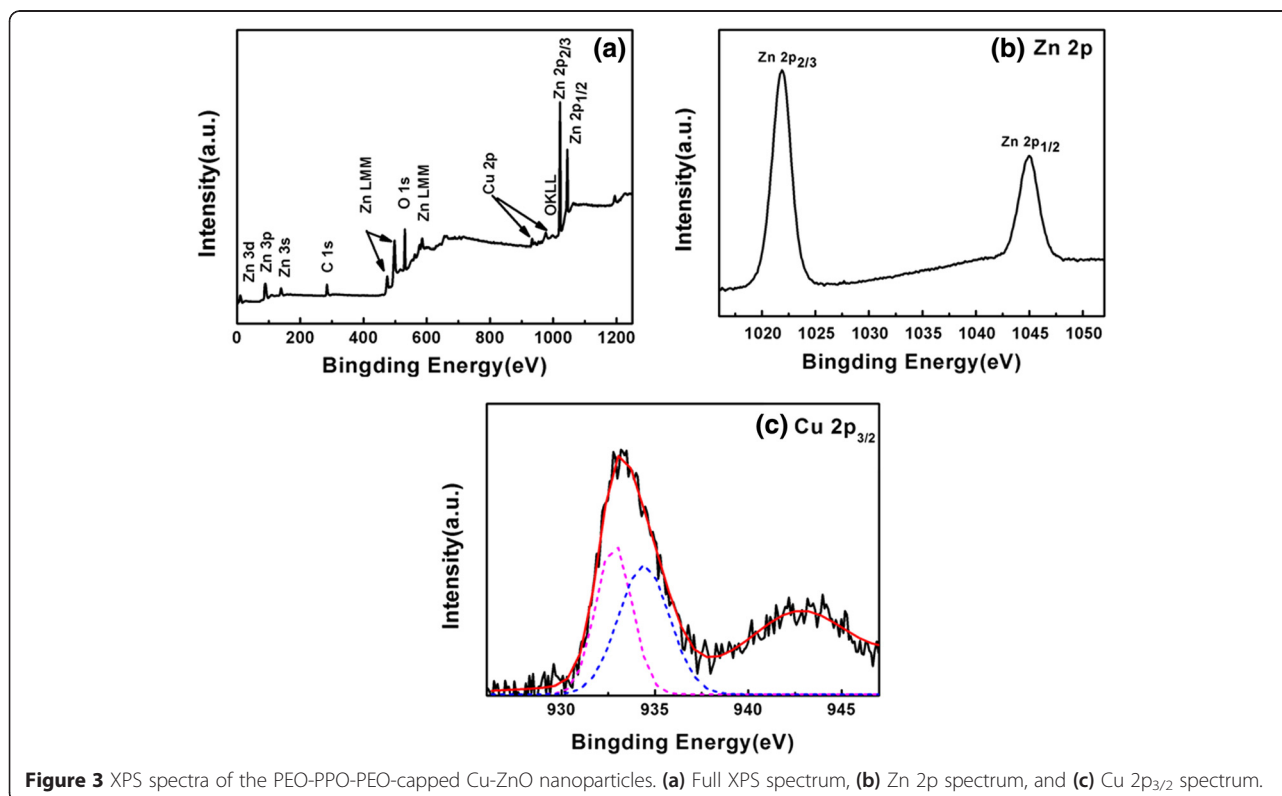 (a)
Intensity(a.u.)
Zn 3d
Zn 3p
Zn 3s
C 1s
Zn LMM
O 1s
Zn LMM
Cu 2p
OKLL
Zn 2p2/3
Zn 2p1/2
0 200 400 600 800 1000 1200
Bingding Energy(eV)
(b) Zn 2p
Intensity(a.u.)
Zn 2p2/3
Zn 2p1/2
1020 1025 1030 1035 1040 1045 1050
Bingding Energy(eV)
(c) Cu 2p3/2
Intensity(a.u.)
930 935 940 945
Bingding Energy(eV)
Figure 3 XPS spectra of the PEO-PPO-PEO-capped Cu-ZnO nanoparticles. (a) Full XPS spectrum, (b) Zn 2p spectrum, and (c) Cu 2p3/2 spectrum.